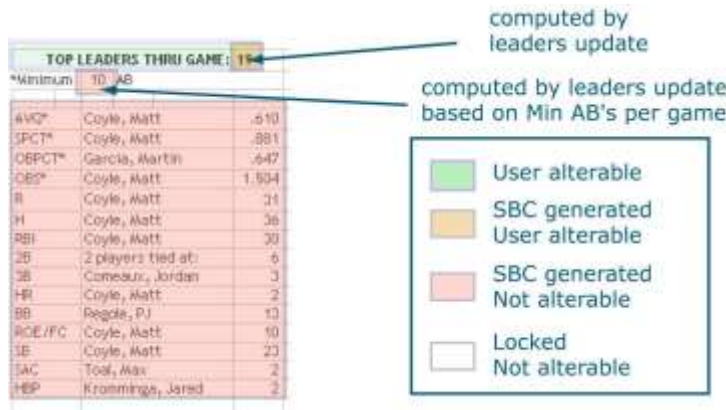 computed by
leaders update
TOP LEADERS THRU GAME: 19
*Minimum 10 AB
computed by leaders update
based on Min AB's per game
AVG* Coyle, Matt .610
SPCT* Coyle, Matt .881
OBPCT* Garcia, Martin .647
OBS* Coyle, Matt 1.504
R Coyle, Matt 31
H Coyle, Matt 36
RBI Coyle, Matt 30
2B 2 players tied at: 6
3B Comeaux, Jordan 3
HR Coyle, Matt 2
BB Regole, PJ 13
ROE/FC Coyle, Matt 10
SB Coyle, Matt 23
SAC Toal, Max 2
HBP Kromminga, Jared 2
User alterable
SBC generated
User alterable
SBC generated
Not alterable
Locked
Not alterable